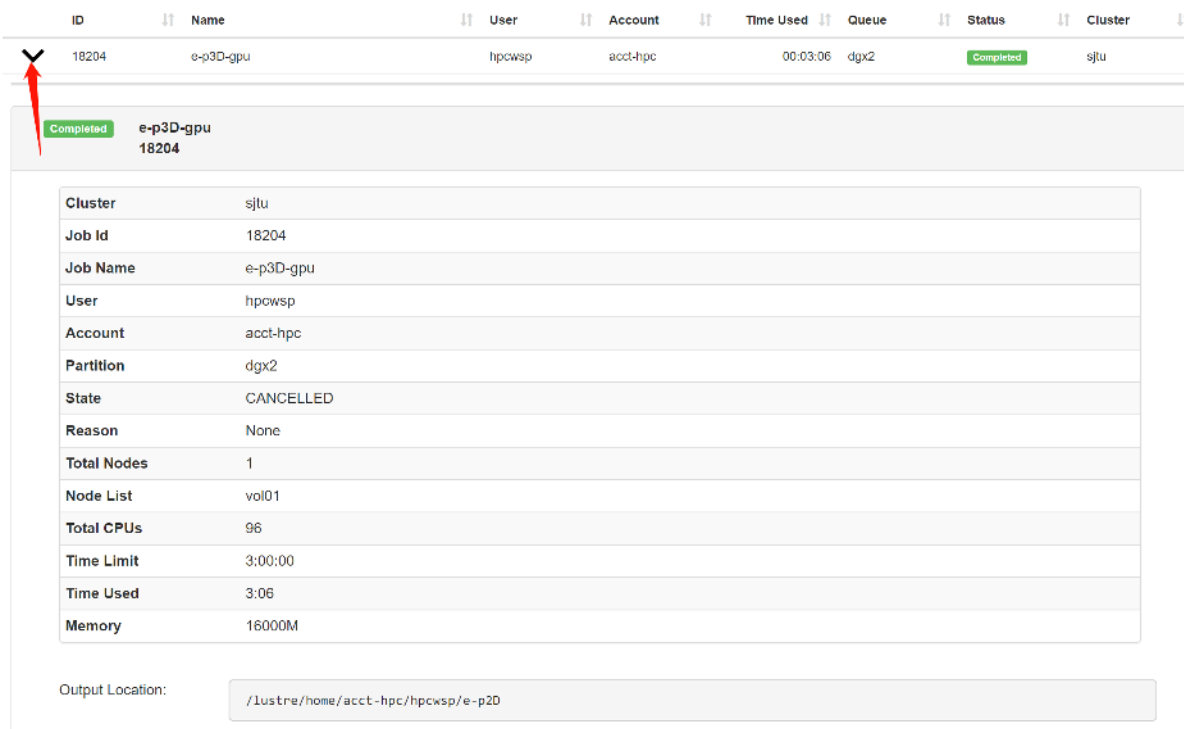 ID Name User Account Time Used Queue Status Cluster
18204 e-p3D-gpu hpcwsp acct-hpc 00:03:06 dgx2 Completed sjtu
Completed e-p3D-gpu
18204
Cluster sjtu
Job Id 18204
Job Name e-p3D-gpu
User hpcwsp
Account acct-hpc
Partition dgx2
State CANCELLED
Reason None
Total Nodes 1
Node List vol01
Total CPUs 96
Time Limit 3:00:00
Time Used 3:06
Memory 16000M
Output Location: /lustre/home/acct-hpc/hpcwsp/e-p2D